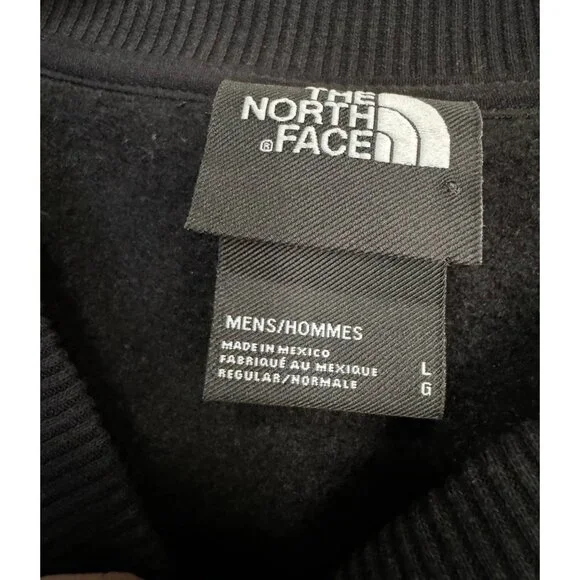 THE
NORTH
® FACE
MENS/HOMMES
MADE IN MEXICO
FABRIQUÉ AU MEXIQUE L
REGULAR/NORMALE G